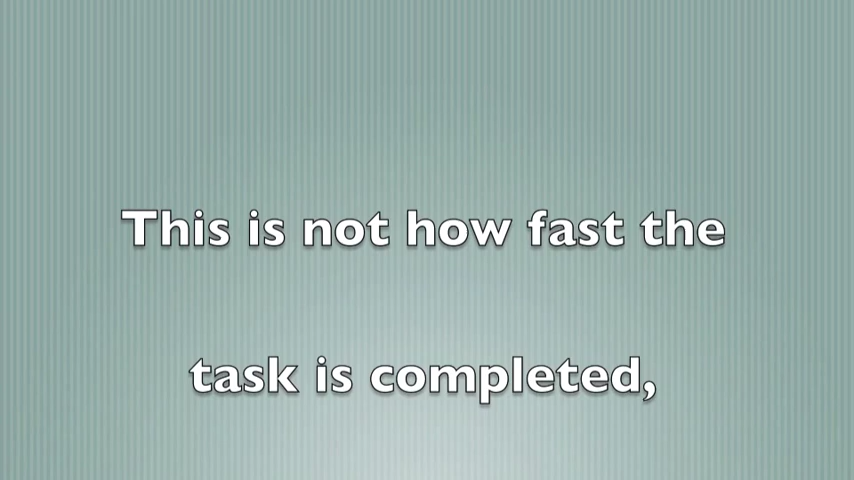 This is not how fast the
task is completed,